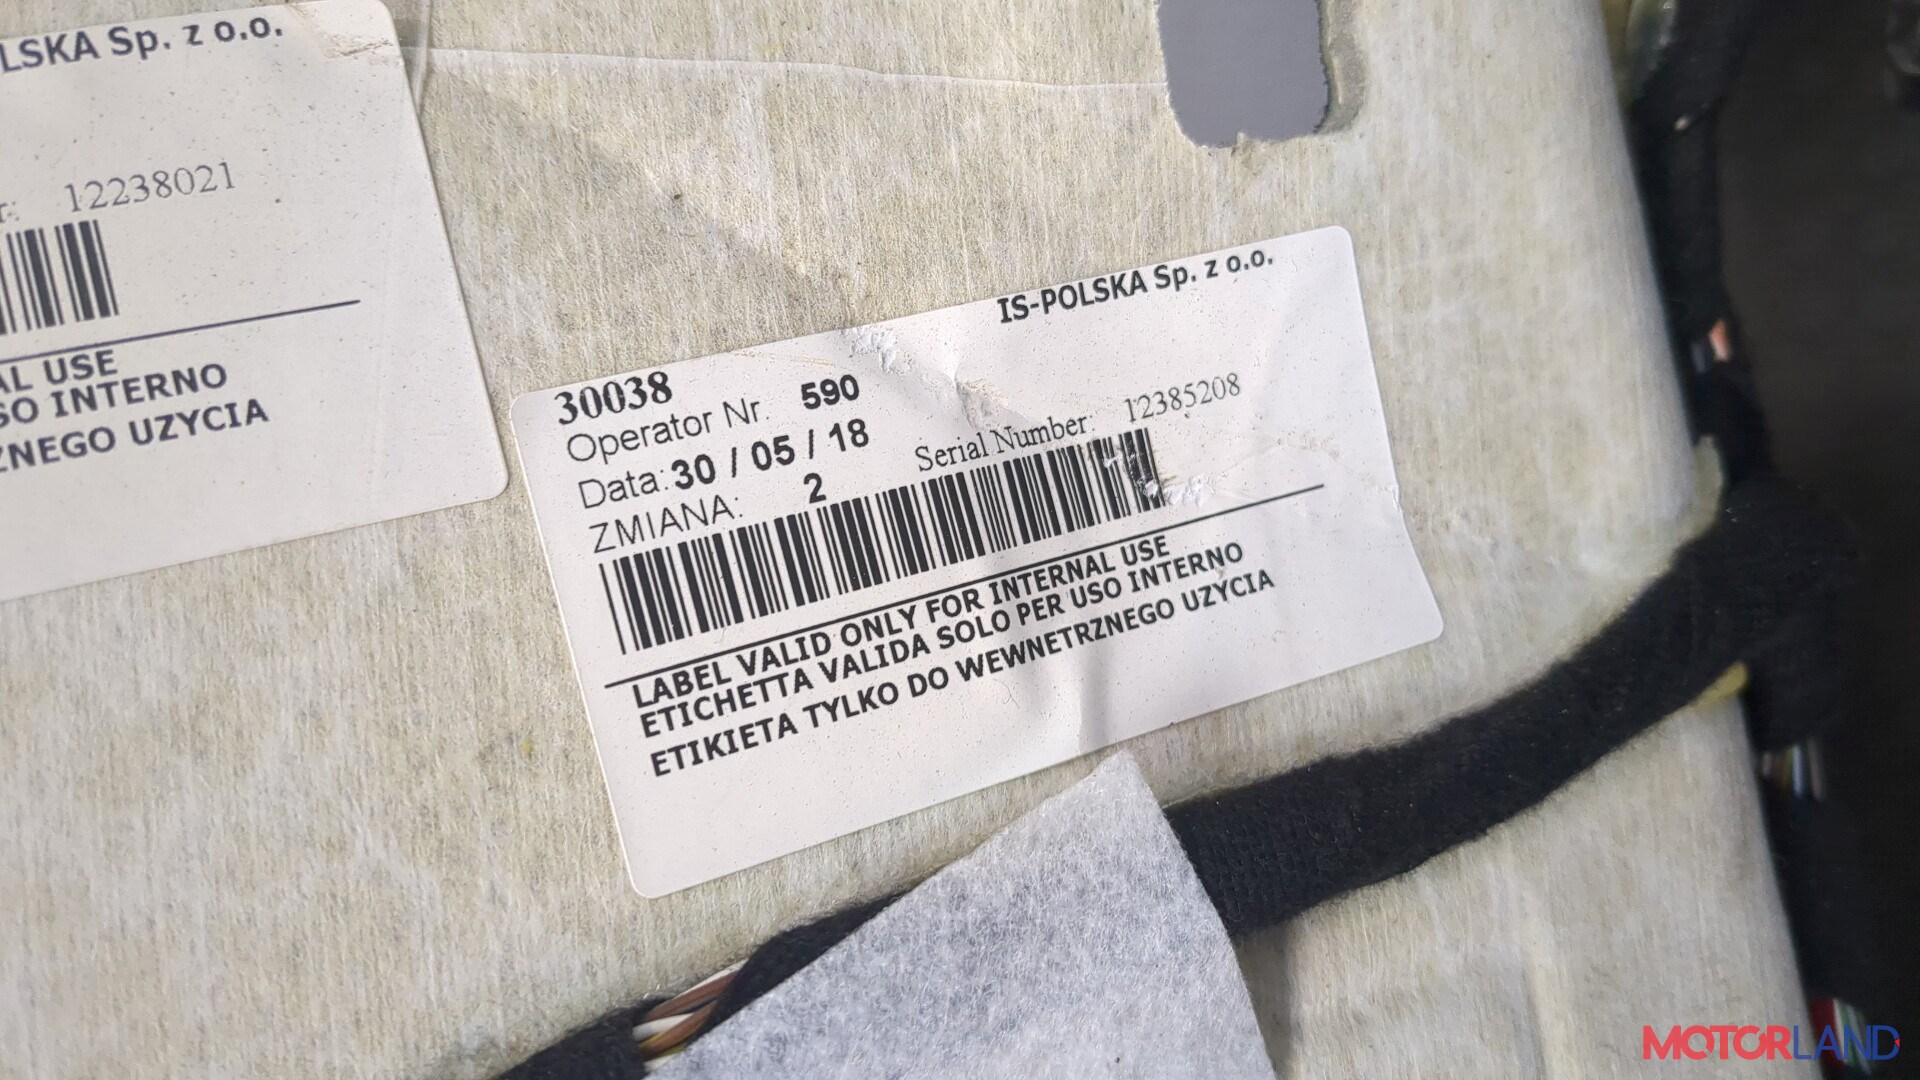 LSKA Sp. z o.o.
r: 12238021
AL USE
SO INTERNO
ZNEGO UZYCIA
IS-POLSKA Sp. z o.o.
30038
Operator Nr. 590
Data: 30 / 05 / 18
Serial Number: 12385208
ZMIANA: 2
LABEL VALID ONLY FOR INTERNAL USE
ETICHETTA VALIDA SOLO PER USO INTERNO
ETIKIETA TYLKO DO WEWNETRZNEGO UZYCIA
MOTORLAND